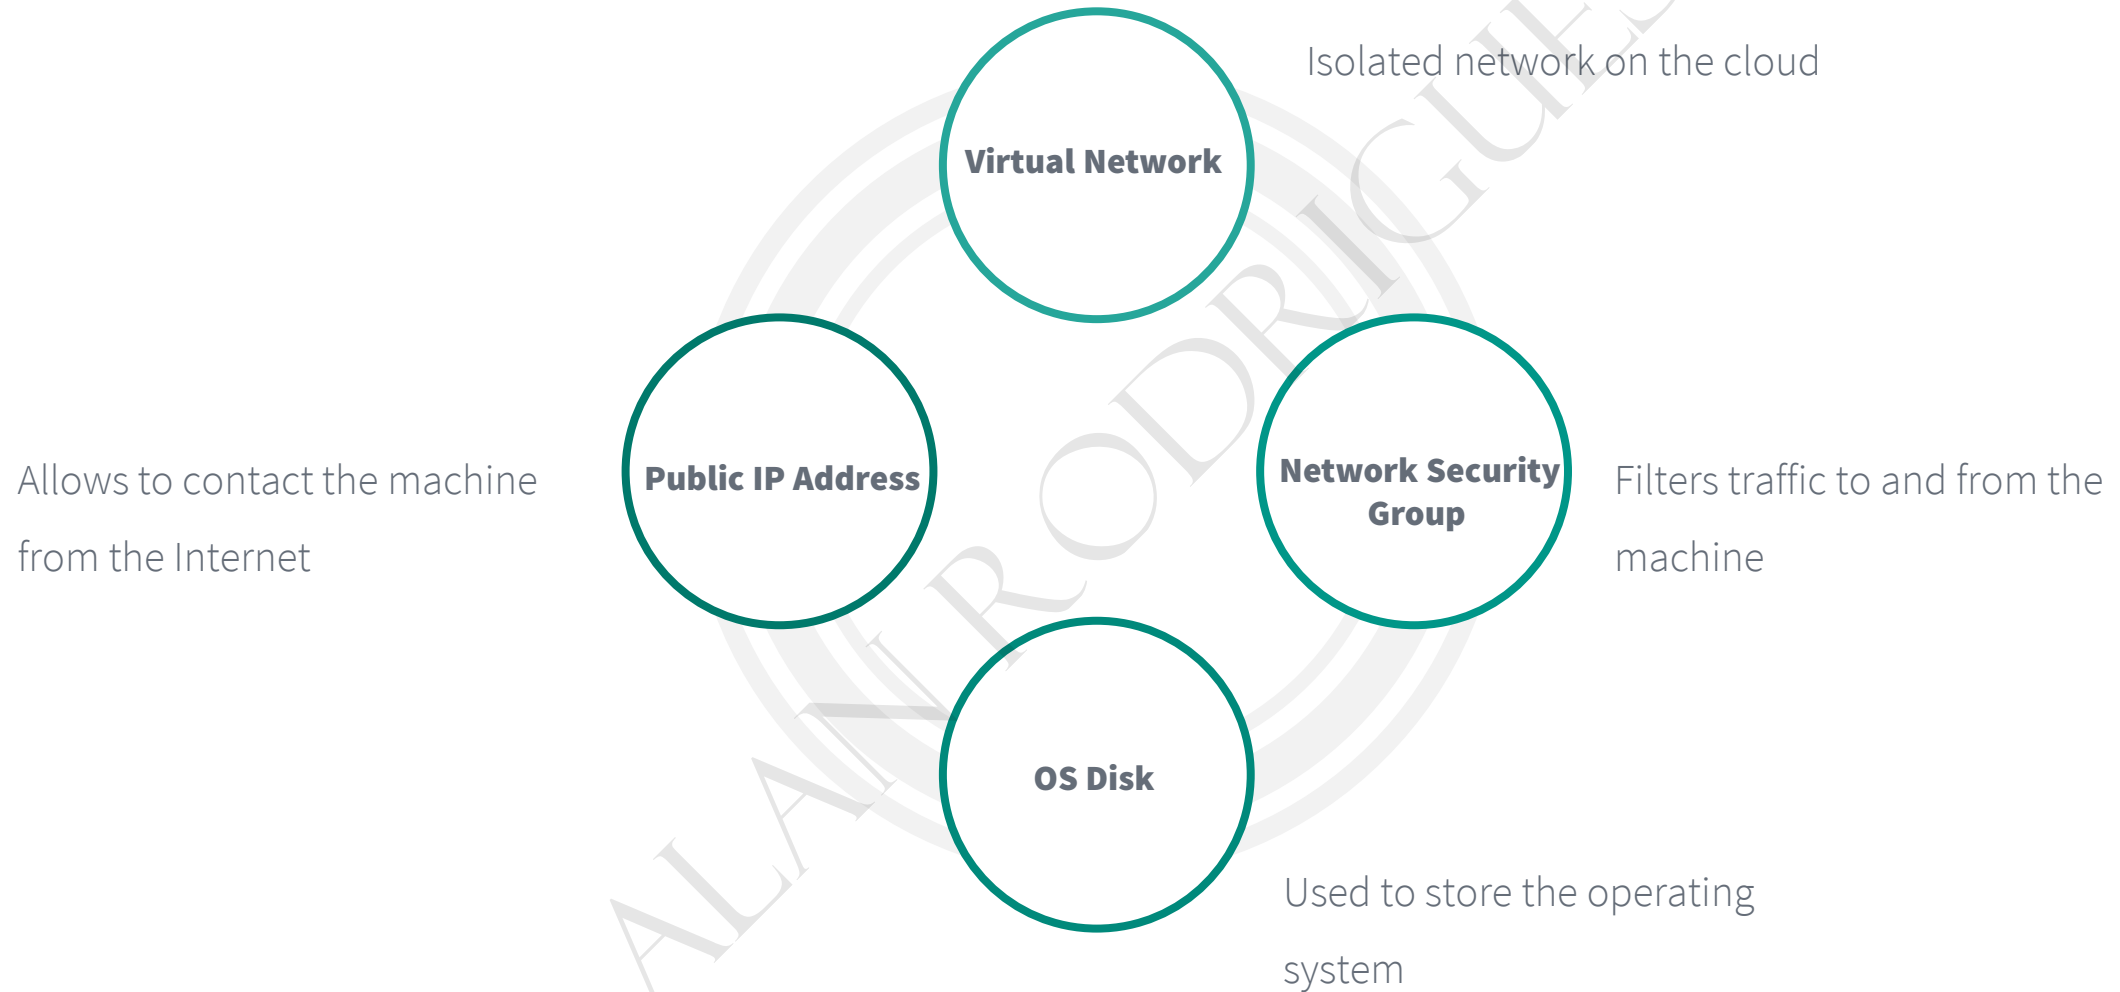 Isolated network on the cloud
Virtual Network
Allows to contact the machine
from the Internet
Public IP Address
Network Security
Group
Filters traffic to and from the
machine
OS Disk
Used to store the operating
system
ALAN RODRIGUES